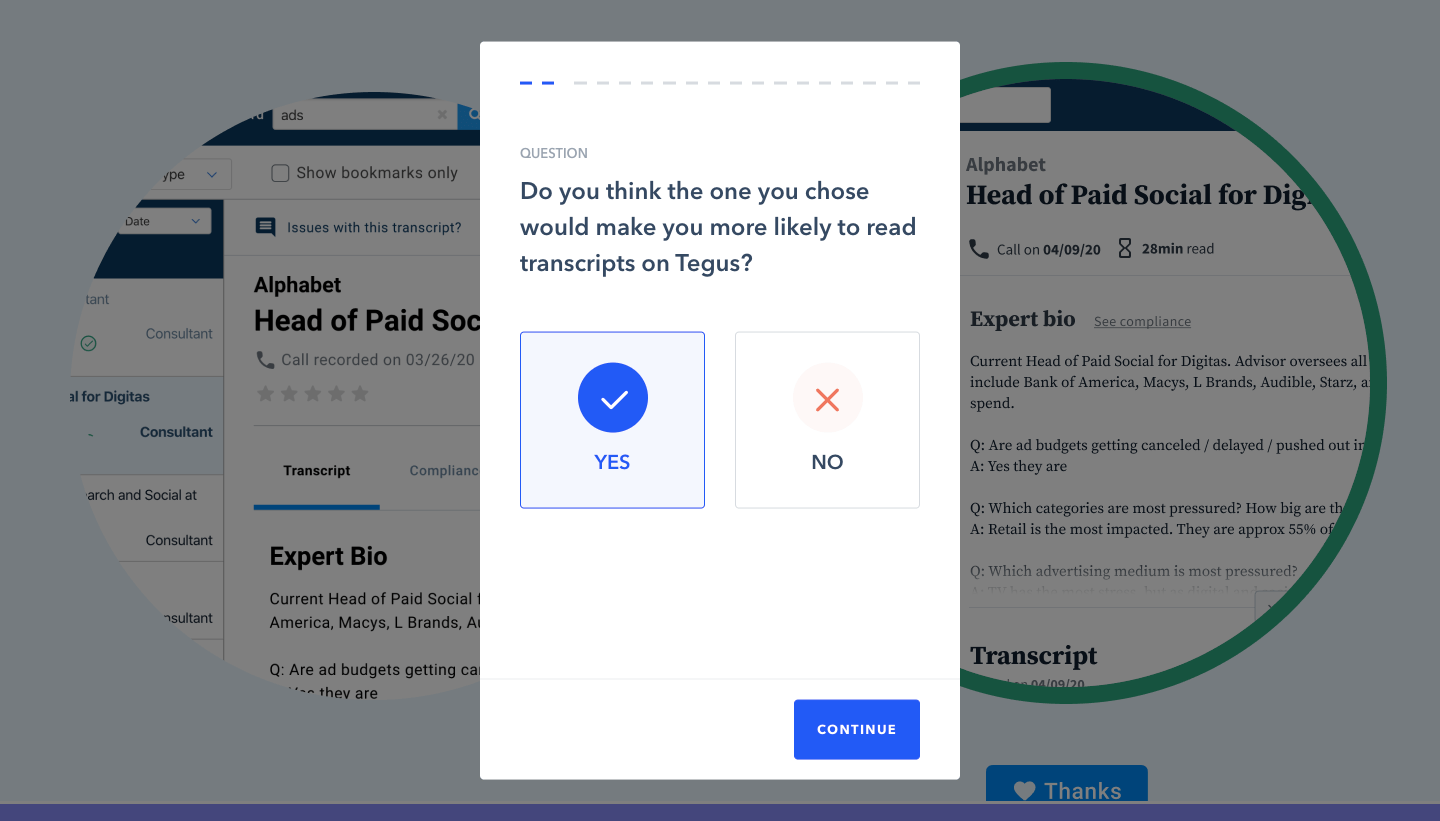 ads
ype
Show bookmarks only
Date
Issues with this transcript?
tant
Consultant
al for Digitas
Consultant
arch and Social at
Consultant
nsultant
Alphabet
Head of Paid Soc
Call recorded on 03/26/20
Transcript
Complianc
Expert Bio
Current Head of Paid Social f
America, Macys, L Brands, Au
Q: Are ad budgets getting ca
Yes they are
QUESTION
Do you think the one you chose
would make you more likely to read
transcripts on Tegus?
YES
NO
CONTINUE
Alphabet
Head of Paid Social for Digi
Call on 04/09/20
28min read
Expert bio
See compliance
Current Head of Paid Social for Digitas. Advisor oversees all
include Bank of America, Macys, L Brands, Audible, Starz, a
spend.
Q: Are ad budgets getting canceled / delayed / pushed out in
A: Yes they are
Q: Which categories are most pressured? How big are th
A: Retail is the most impacted. They are approx 55% of
Q: Which advertising medium is most pressured?
Transcript
on 04/09/20
Thanks